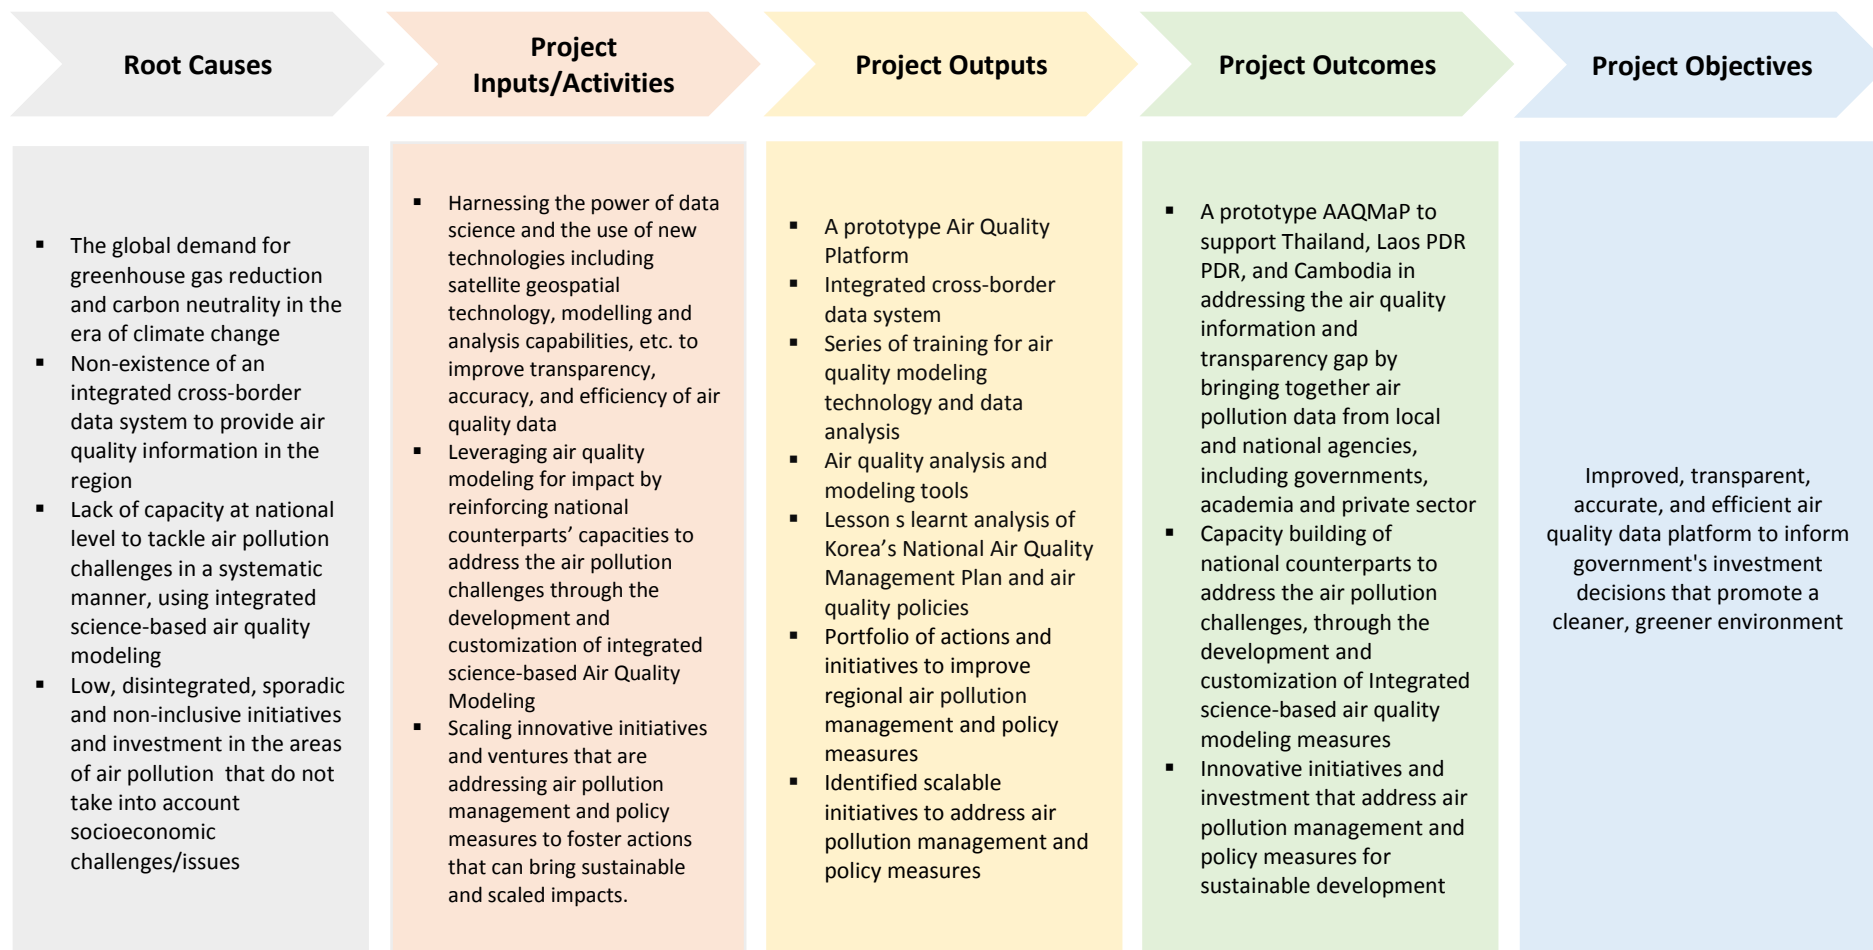 Root Causes
Project
Inputs/Activities
Project Outputs
Project Outcomes
Project Objectives
▪ The global demand for
greenhouse gas reduction
and carbon neutrality in the
era of climate change
▪ Non-existence of an
integrated cross-border
data system to provide air
quality information in the
region
▪ Lack of capacity at national
level to tackle air pollution
challenges in a systematic
manner, using integrated
science-based air quality
modeling
▪ Low, disintegrated, sporadic
and non-inclusive initiatives
and investment in the areas
of air pollution that do not
take into account
socioeconomic
challenges/issues
▪ Harnessing the power of data
science and the use of new
technologies including
satellite geospatial
technology, modelling and
analysis capabilities, etc. to
improve transparency,
accuracy, and efficiency of air
quality data
▪ Leveraging air quality
modeling for impact by
reinforcing national
counterparts’ capacities to
address the air pollution
challenges through the
development and
customization of integrated
science-based Air Quality
Modeling
▪ Scaling innovative initiatives
and ventures that are
addressing air pollution
management and policy
measures to foster actions
that can bring sustainable
and scaled impacts.
▪ A prototype Air Quality
Platform
▪ Integrated cross-border
data system
▪ Series of training for air
quality modeling
technology and data
analysis
▪ Air quality analysis and
modeling tools
▪ Lesson s learnt analysis of
Korea’s National Air Quality
Management Plan and air
quality policies
▪ Portfolio of actions and
initiatives to improve
regional air pollution
management and policy
measures
▪ Identified scalable
initiatives to address air
pollution management and
policy measures
▪ A prototype AAQMaP to
support Thailand, Laos PDR
PDR, and Cambodia in
addressing the air quality
information and
transparency gap by
bringing together air
pollution data from local
and national agencies,
including governments,
academia and private sector
▪ Capacity building of
national counterparts to
address the air pollution
challenges, through the
development and
customization of Integrated
science-based air quality
modeling measures
▪ Innovative initiatives and
investment that address air
pollution management and
policy measures for
sustainable development
Improved, transparent,
accurate, and efficient air
quality data platform to inform
government's investment
decisions that promote a
cleaner, greener environment